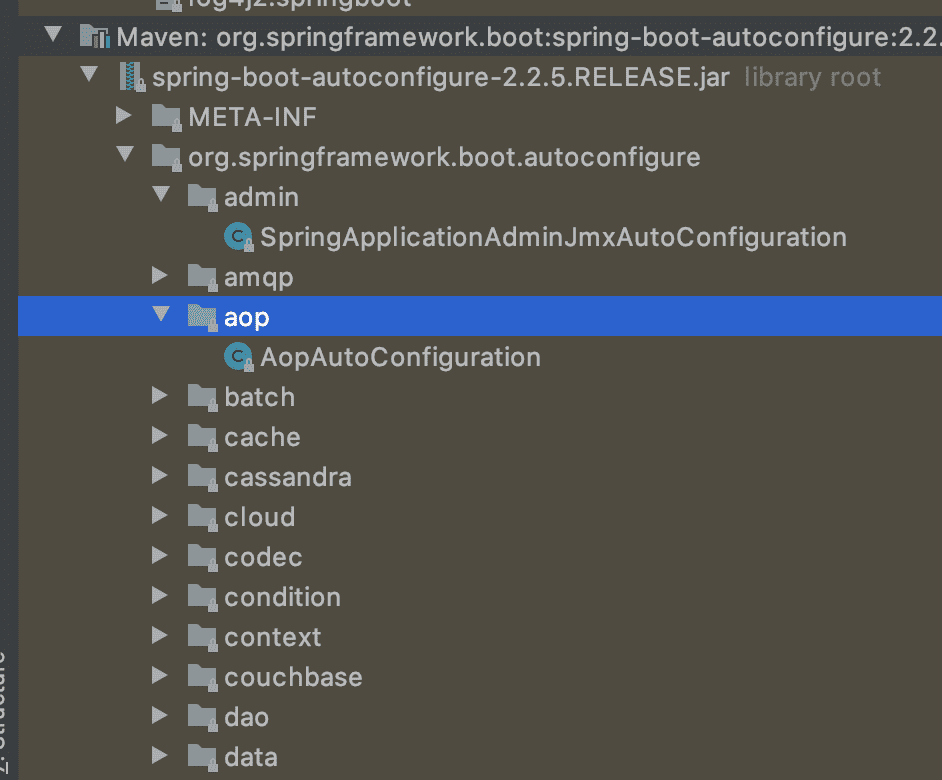 log4j2.springboot
Maven: org.springframework.boot:spring-boot-autoconfigure:2.2.
spring-boot-autoconfigure-2.2.5.RELEASE.jar library root
META-INF
org.springframework.boot.autoconfigure
admin
SpringApplicationAdminJmxAutoConfiguration
amqp
aop
AopAutoConfiguration
batch
cache
cassandra
cloud
codec
condition
context
couchbase
dao
data
Z: Structure